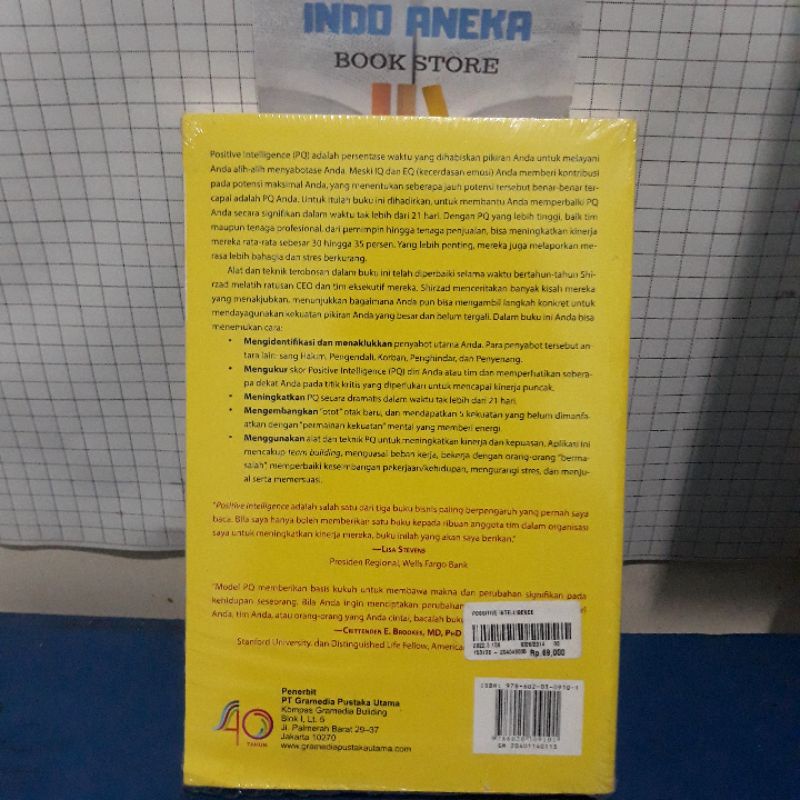 INDO ANEKA
BOOK STORE
Positive Intelligence (PQ) adalah persentase waktu yang dihabiskan pikiran Anda untuk melayani
Anda alih-alih menyabotase Anda. Meski IQ dan EQ (kecerdasan emosi) Anda memberi kontribusi
pada potensi maksimal Anda, yang menentukan seberapa jauh potensi tersebut benar-benar ter-
capai adalah PQ Anda. Untuk itulah buku ini dihadirkan, untuk membantu Anda memperbaiki PQ
Anda secara signifikan dalam waktu tak lebih dari 21 hari. Dengan PQ yang lebih tinggi, baik tim
maupun tenaga profesional, dari pemimpin hingga tenaga penjualan, bisa meningkatkan kinerja
mereka rata-rata sebesar 30 hingga 35 persen. Yang lebih penting, mereka juga melaporkan me-
rasa lebih bahagia dan stres berkurang.
Alat dan teknik terobosan dalam buku ini telah diperbaiki selama waktu bertahun-tahun Shi-
rzad melatih ratusan CEO dan tim eksekutif mereka. Shirzad menceritakan banyak kisah mereka
yang menakjubkan, menunjukkan bagaimana Anda pun bisa mengambil langkah konkret untuk
mendayagunakan kekuatan pikiran Anda yang besar dan belum tergali. Dalam buku ini Anda bisa
menemukan cara:
• Mengidentifikasi dan menaklukkan penyabot utama Anda. Para penyabot tersebut an-
tara lain: sang Hakim, Pengendali, Korban, Penghindar, dan Penyenang.
• Mengukur skor Positive Intelligence (PQ) diri Anda atau tim dan memperhatikan sebera-
pa dekat Anda pada titik kritis yang diperlukan untuk mencapai kinerja puncak.
• Meningkatkan PQ secara dramatis dalam waktu tak lebih dari 21 hari.
• Mengembangkan "otot" otak baru, dan mendapatkan 5 kekuatan yang belum dimanfa-
atkan dengan "permainan kekuatan" mental yang memberi energi.
• Menggunakan alat dan teknik PQ untuk meningkatkan kinerja dan kepuasan. Aplikasi ini
mencakup team building, menguasai beban kerja, bekerja dengan orang-orang "berma-
salah", memperbaiki keseimbangan pekerjaan/kehidupan, mengurangi stres, dan menju-
al serta memersuasi.
"Positive Intelligence adalah salah satu dari tiga buku bisnis paling berpengaruh yang pernah saya
baca. Bila saya hanya boleh memberikan satu buku kepada ribuan anggota tim dalam organisasi
saya untuk meningkatkan kinerja mereka, buku inilah yang akan saya berikan."
—LISA STEVENS
Presiden Regional, Wells Fargo Bank
"Model PQ memberikan basis kukuh untuk membawa makna dan perubahan signifikan pada
kehidupan seseorang. Bila Anda ingin menciptakan perubahan
Anda, tim Anda, atau orang-orang yang Anda cintai, bacalah buku
—CRITTENDEN E. BROOKES, MD, PHD
Stanford University, dan Distinguished Life Fellow, American
POSITIVE INTELLIGENCE
Rp. 69,000
40
TAHUN
Penerbit
PT Gramedia Pustaka Utama
Kompas Gramedia Building
Blok I, Lt. 5
Jl. Palmerah Barat 29–37
Jakarta 10270
www.gramediapustakautama.com
GM 20401140115